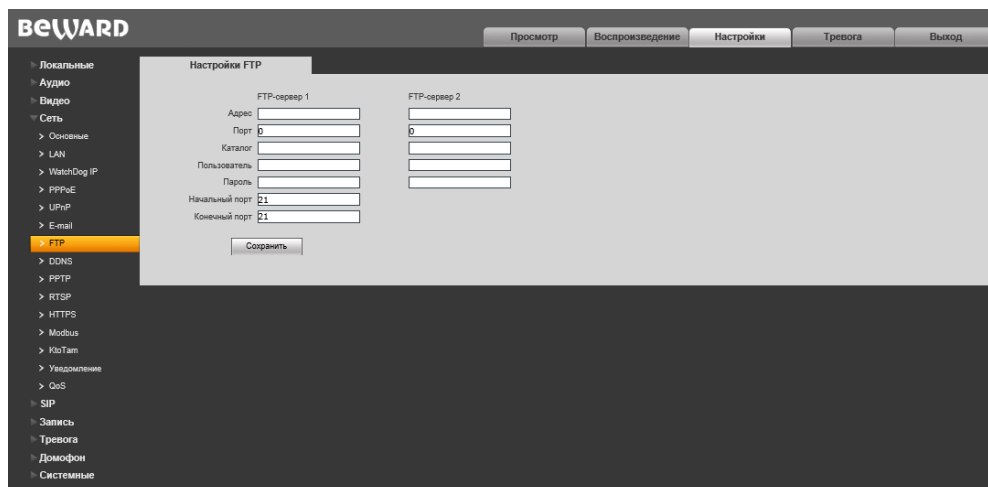 BEWARD
Просмотр Воспроизведение Настройки Тревога Выход
Локальные
Аудио
Видео
Сеть
Основные
LAN
WatchDog IP
PPPoE
UPnP
E-mail
FTP
DDNS
PPTP
RTSP
HTTPS
Modbus
KtoTam
Уведомление
QoS
SIP
Запись
Тревога
Домофон
Системные
Настройки FTP
FTP-сервер 1 FTP-сервер 2
Адрес
Порт 0 0
Каталог
Пользователь
Пароль
Начальный порт 21
Конечный порт 21
Сохранить